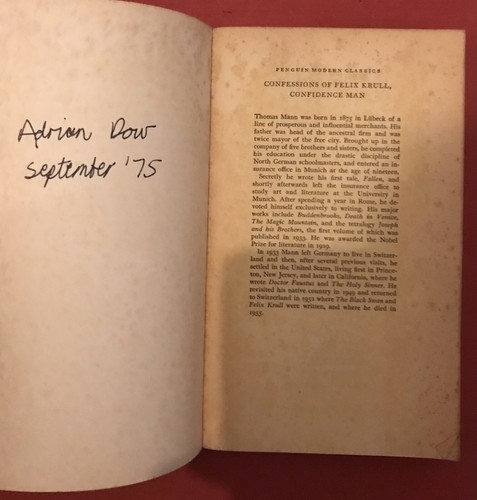 Adrian Dow
September '75
PENGUIN MODERN CLASSICS
CONFESSIONS OF FELIX KRULL,
CONFIDENCE MAN
Thomas Mann was born in 1875 in Lübeck of a
line of prosperous and influential merchants. His
father was head of the ancestral firm and was
twice mayor of the free city. Brought up in the
company of five brothers and sisters, he completed
his education under the drastic discipline of
North German schoolmasters, and entered an in-
surance office in Munich at the age of nineteen.
Secretly he wrote his first tale, Fallen, and
shortly afterwards left the insurance office to
study art and literature at the University in
Munich. After spending a year in Rome, he de-
voted himself exclusively to writing. His major
works include Buddenbrooks, Death in Venice,
The Magic Mountain, and the tetralogy Joseph
and his Brothers, the first volume of which was
published in 1933. He was awarded the Nobel
Prize for literature in 1929.
In 1933 Mann left Germany to live in Switzer-
land and then, after several previous visits, he
settled in the United States, living first in Prince-
ton, New Jersey, and later in California, where he
wrote Doctor Faustus and The Holy Sinner. He
revisited his native country in 1949 and returned
to Switzerland in 1952 where The Black Swan and
Felix Krull were written, and where he died in
1955.